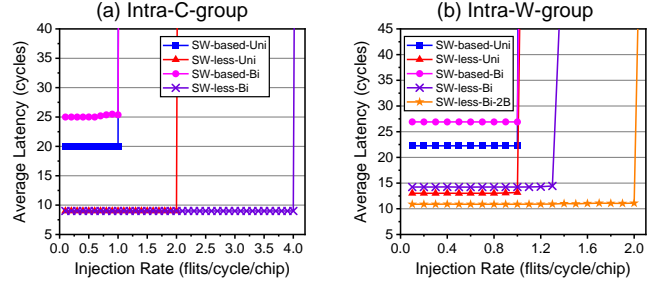 (a) Intra-C-group
Average Latency (cycles)
40
35
30
25
20
15
10
5
SW-based-Uni
SW-less-Uni
SW-based-Bi
SW-less-Bi
0.0 0.5 1.0 1.5 2.0 2.5 3.0 3.5 4.0
Injection Rate (flits/cycle/chip)
(b) Intra-W-group
Average Latency (cycles)
45
40
35
30
25
20
15
10
5
SW-based-Uni
SW-less-Uni
SW-based-Bi
SW-less-Bi
SW-less-Bi-2B
0.0 0.4 0.8 1.2 1.6 2.0
Injection Rate (flits/cycle/chip)